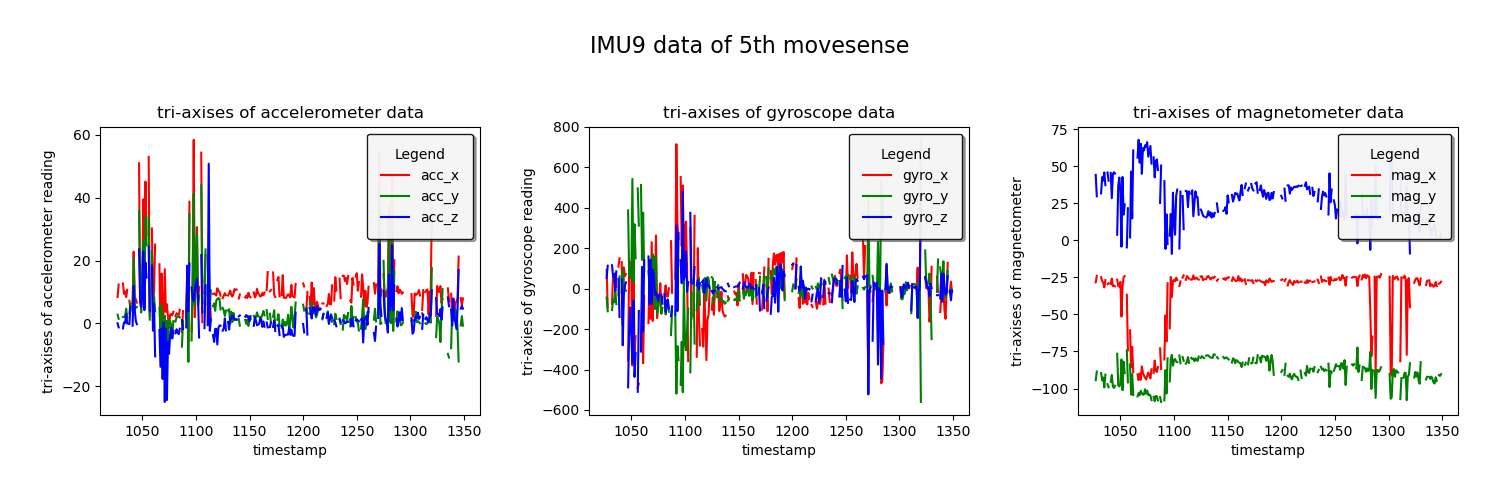 IMU9 data of 5th movesense
tri-axises of accelerometer data
tri-axises of accelerometer reading
60
40
20
0
−20
1050 1100 1150 1200 1250 1300 1350
timestamp
Legend
acc_x
acc_y
acc_z
tri-axises of gyroscope data
tri-axies of gyroscope reading
800
600
400
200
0
−200
−400
−600
1050 1100 1150 1200 1250 1300 1350
timestamp
Legend
gyro_x
gyro_y
gyro_z
tri-axises of magnetometer data
tri-axises of magnetometer
75
50
25
0
−25
−50
−75
−100
1050 1100 1150 1200 1250 1300 1350
timestamp
Legend
mag_x
mag_y
mag_z